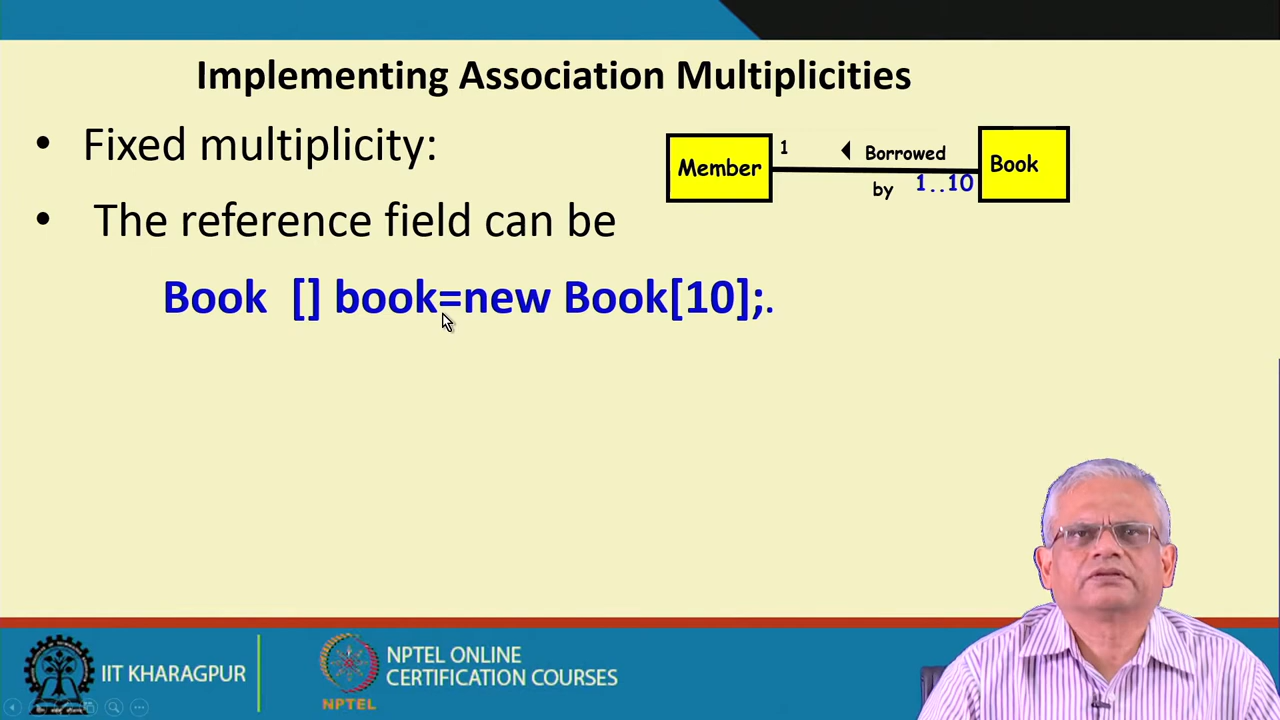 Implementing Association Multiplicities
• Fixed multiplicity:
• The reference field can be
Book [] book=new Book[10];.
Member
1
Borrowed
by
1..10
Book
IIT KHARAGPUR
NPTEL
NPTEL ONLINE
CERTIFICATION COURSES